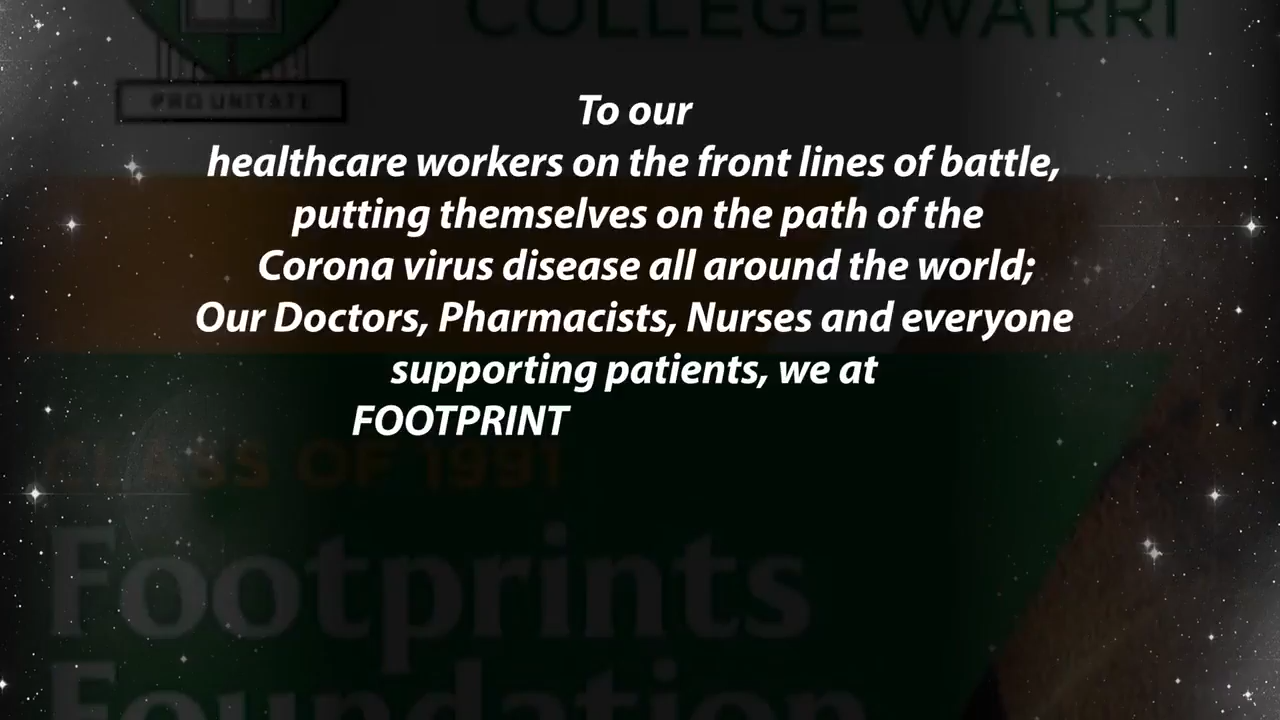 COLLEGE WARRI
PRO UNITATE
To our
healthcare workers on the front lines of battle,
putting themselves on the path of the
Corona virus disease all around the world;
Our Doctors, Pharmacists, Nurses and everyone
supporting patients, we at
FOOTPRINT
CLASS OF 1991
Footprints
Foundation